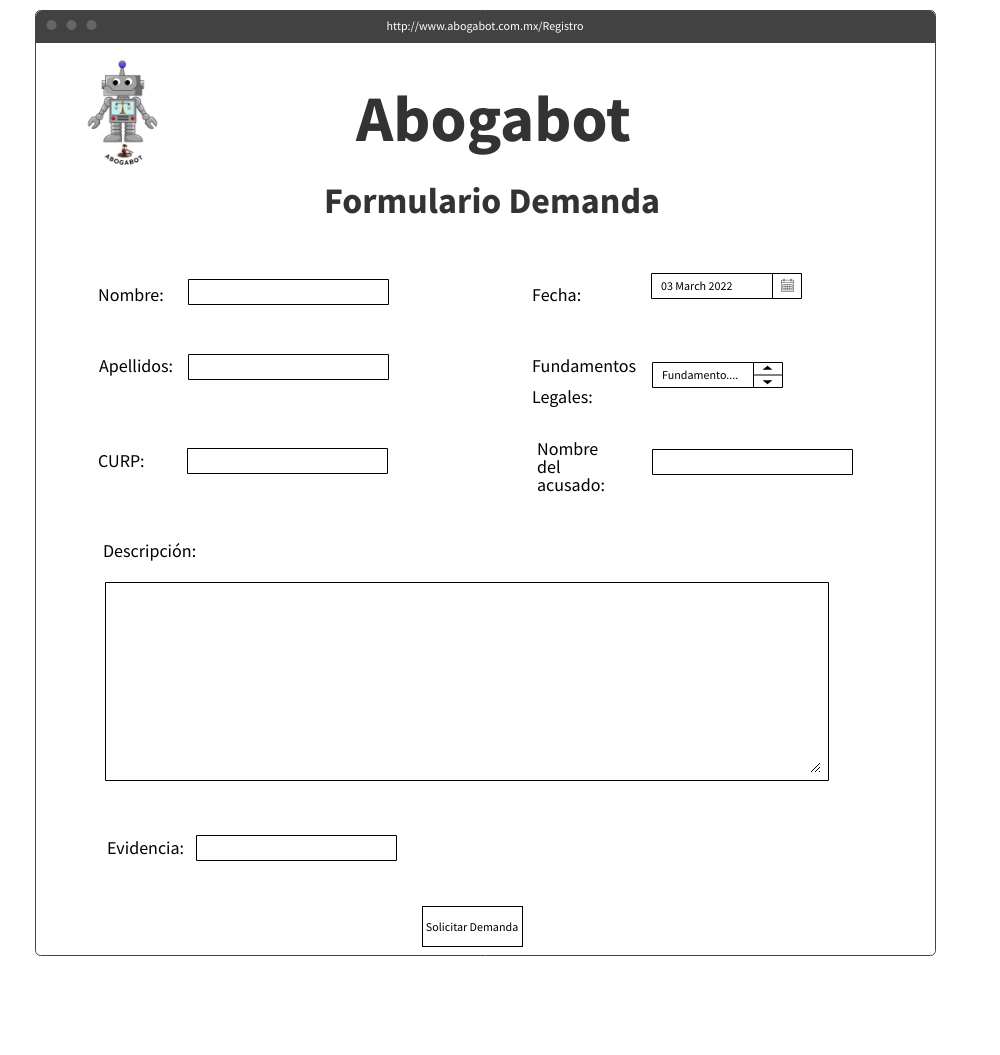 http://www.abogabot.com.mx/Registro
ABOGABOT
Abogabot
Formulario Demanda
Nombre:
Fecha:
03 March 2022
Apellidos:
Fundamentos
Legales:
Fundamento....
CURP:
Nombre
del
acusado:
Descripción:
Evidencia:
Solicitar Demanda